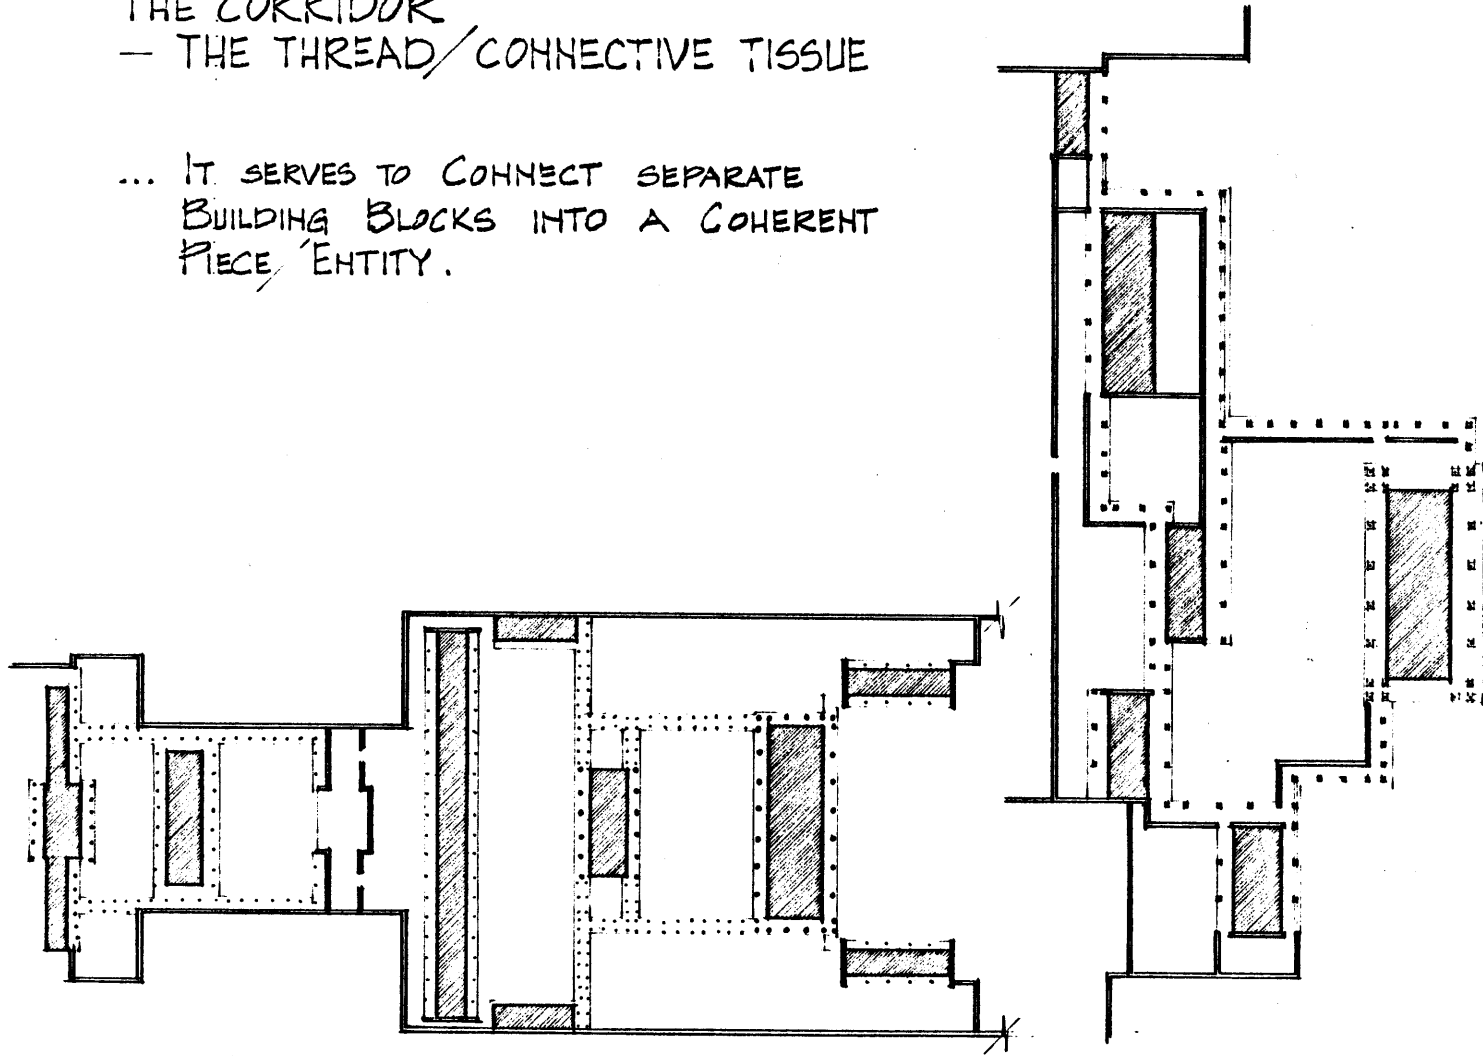 THE CORRIDOR
— THE THREAD/CONNECTIVE TISSUE
... IT SERVES TO CONNECT SEPARATE
BUILDING BLOCKS INTO A COHERENT
PIECE/ENTITY.